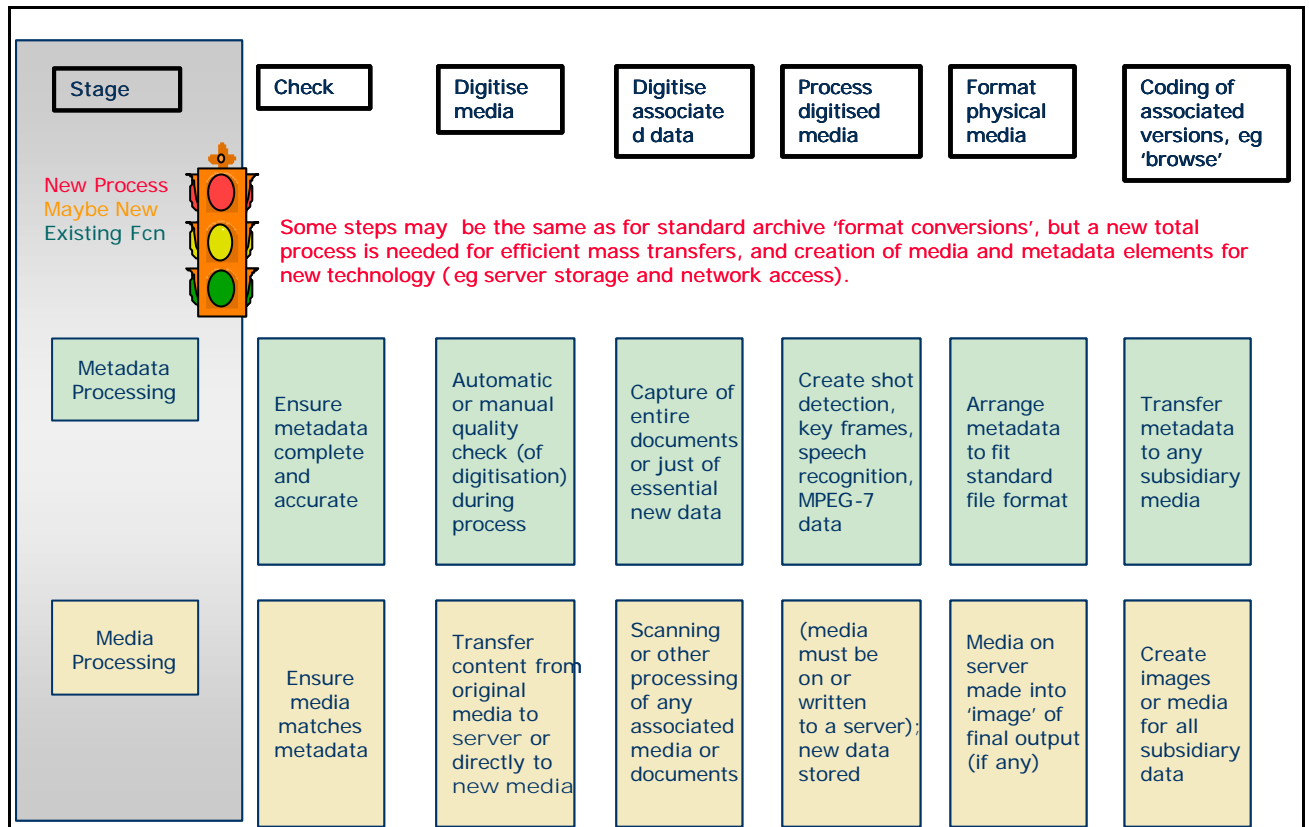 Stage
Check
Digitise
media
Digitise
associate
d data
Process
digitised
media
Format
physical
media
Coding of
associated
versions, eg
‘browse’
New Process
Maybe New
Existing Fcn
Some steps may be the same as for standard archive ‘format conversions’, but a new total
process is needed for efficient mass transfers, and creation of media and metadata elements for
new technology (eg server storage and network access).
Metadata
Processing
Ensure
metadata
complete
and
accurate
Automatic
or manual
quality
check (of
digitisation)
during
process
Capture of
entire
documents
or just of
essential
new data
Create shot
detection,
key frames,
speech
recognition,
MPEG-7
data
Arrange
metadata
to fit
standard
file format
Transfer
metadata
to any
subsidiary
media
Media
Processing
Ensure
media
matches
metadata
Transfer
content from
original
media to
server or
directly to
new media
Scanning
or other
processing
of any
associated
media or
documents
(media
must be
on or
written
to a server);
new data
stored
Media on
server
made into
‘image’ of
final output
(if any)
Create
images
or media
for all
subsidiary
data